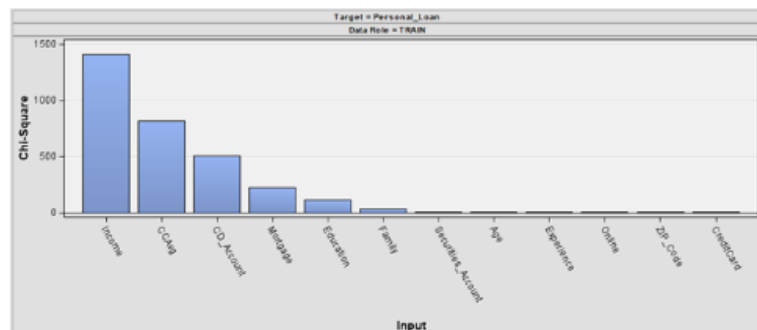 Target = Personal_Loan
Data Role = TRAIN
1500
1000
500
0
Chi-Square
Income
CCAvg
CD_Account
Mortgage
Education
Family
Securities_Account
Age
Experience
Online
ZIP_Code
CreditCard
Input